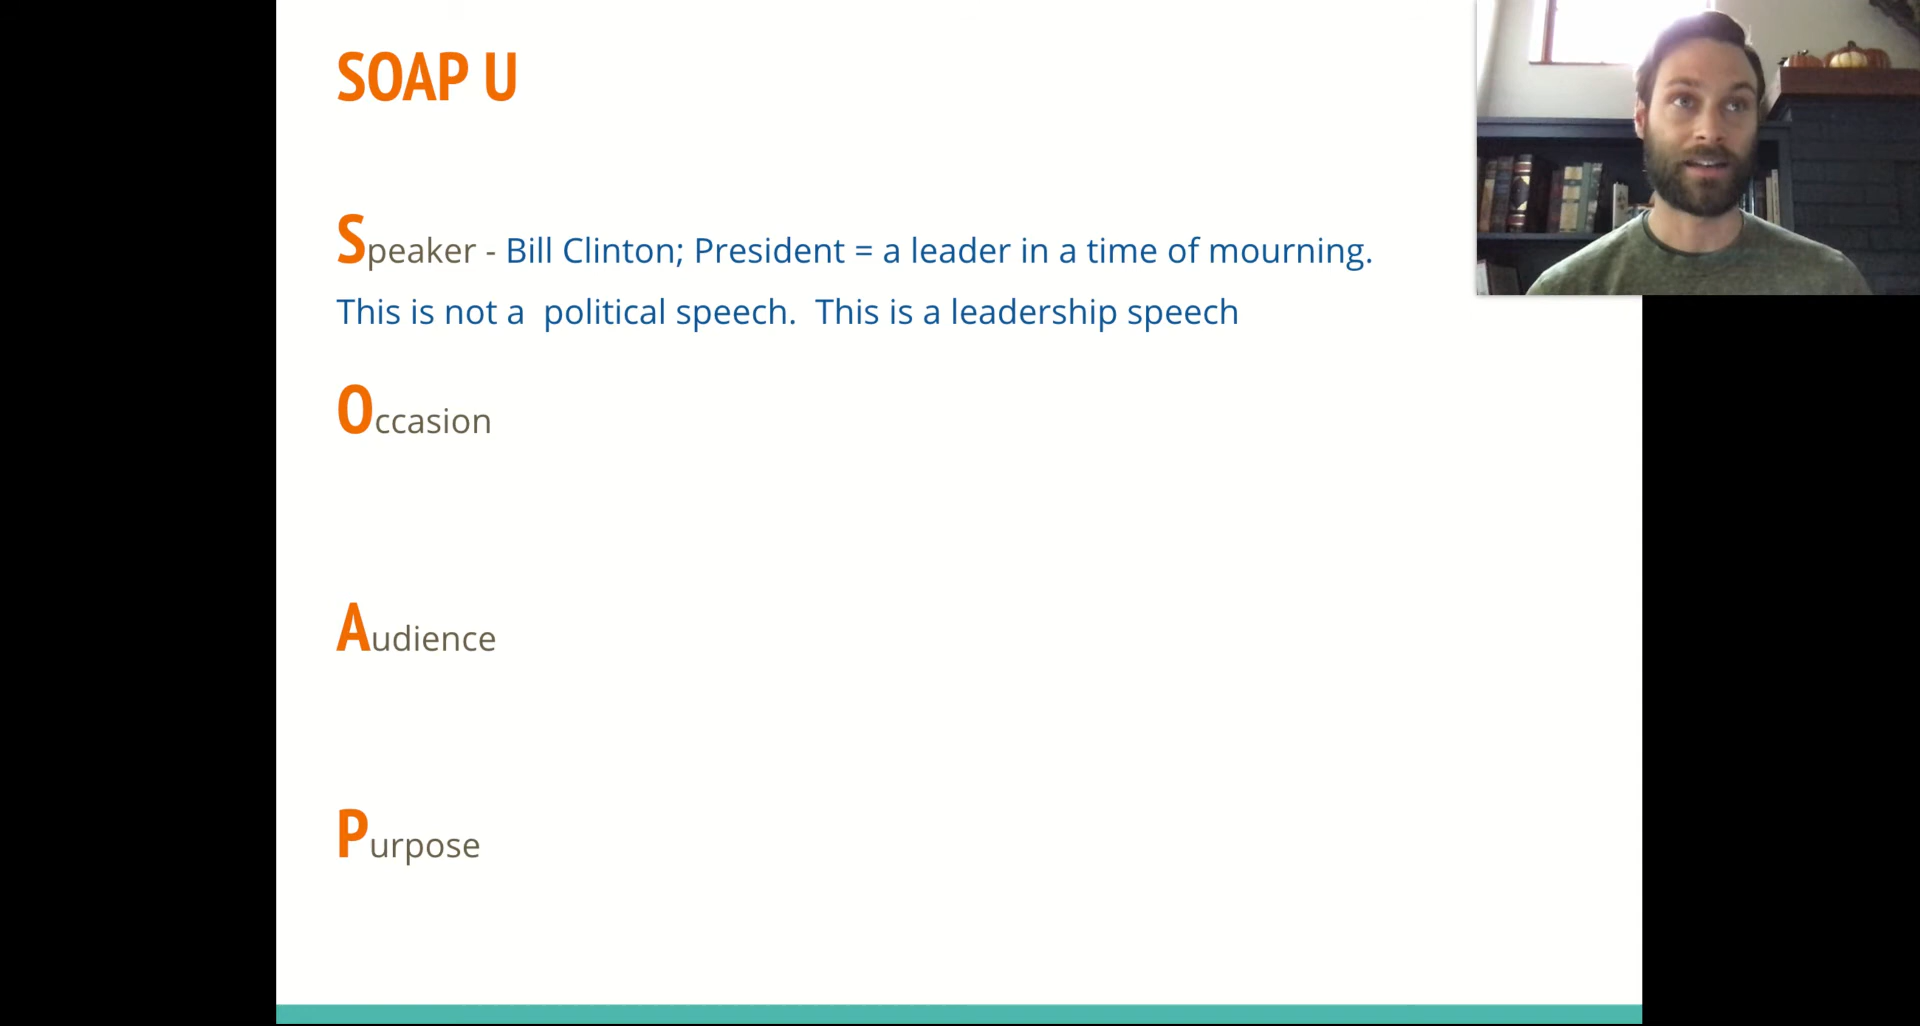 SOAP U
Speaker - Bill Clinton; President = a leader in a time of mourning.
This is not a  political speech.  This is a leadership speech
Occasion
Audience
Purpose